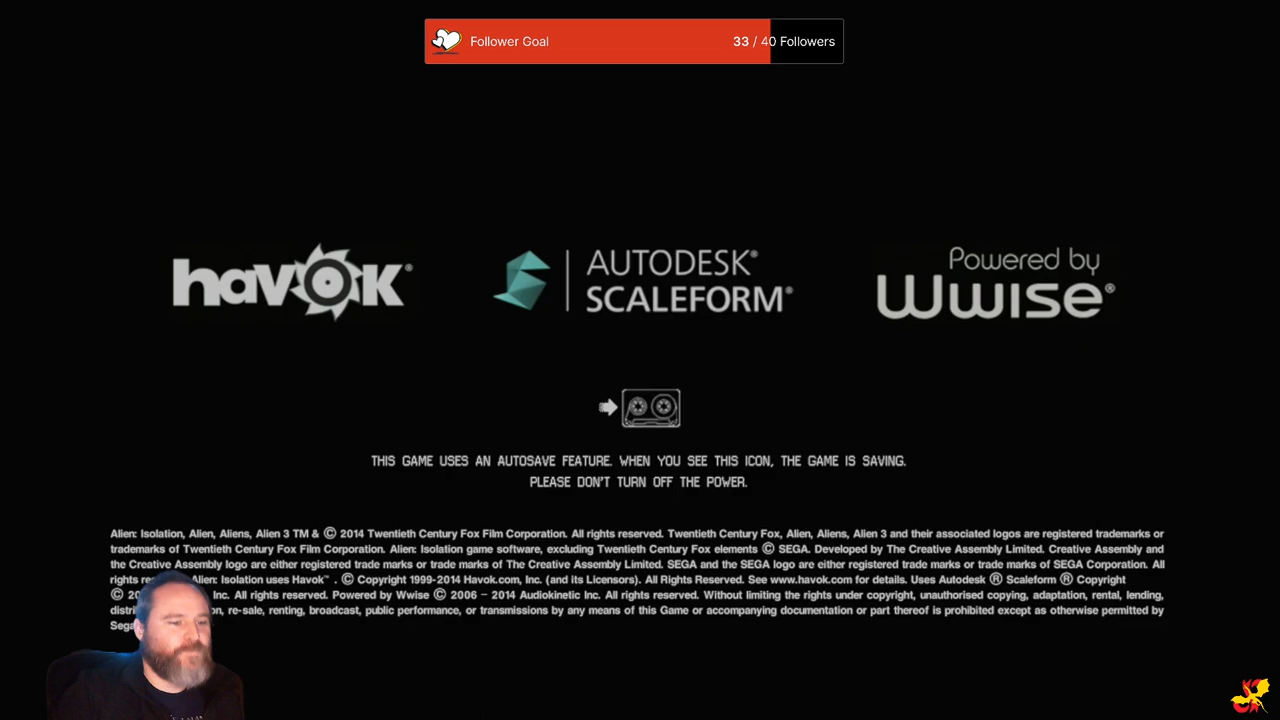 Follower Goal 33 / 40 Followers
havok®
AUTODESK®
SCALEFORM®
Powered by
Wwise®
THIS GAME USES AN AUTOSAVE FEATURE. WHEN YOU SEE THIS ICON, THE GAME IS SAVING.
PLEASE DON'T TURN OFF THE POWER.
Alien: Isolation, Alien, Aliens, Alien 3 TM & © 2014 Twentieth Century Fox Film Corporation. All rights reserved. Twentieth Century Fox, Alien, Aliens, Alien 3 and their associated logos are registered trademarks or
trademarks of Twentieth Century Fox Film Corporation. Alien: Isolation game software, excluding Twentieth Century Fox elements © SEGA. Developed by The Creative Assembly Limited. Creative Assembly and
the Creative Assembly logo are either registered trade marks or trade marks of The Creative Assembly Limited. SEGA and the SEGA logo are either registered trade marks or trade marks of SEGA Corporation. All
rights Alien: Isolation uses Havok™ . © Copyright 1999-2014 Havok.com, Inc. (and its Licensors). All Rights Reserved. See www.havok.com for details. Uses Autodesk ® Scaleform ® Copyright
© Inc. All rights reserved. Powered by Wwise © 2006 – 2014 Audiokinetic Inc. All rights reserved. Without limiting the rights under copyright, unauthorised copying, adaptation, rental, lending,
re-sale, renting, broadcast, public performance, or transmissions by any means of this Game or accompanying documentation or part thereof is prohibited except as otherwise permitted by
Sega